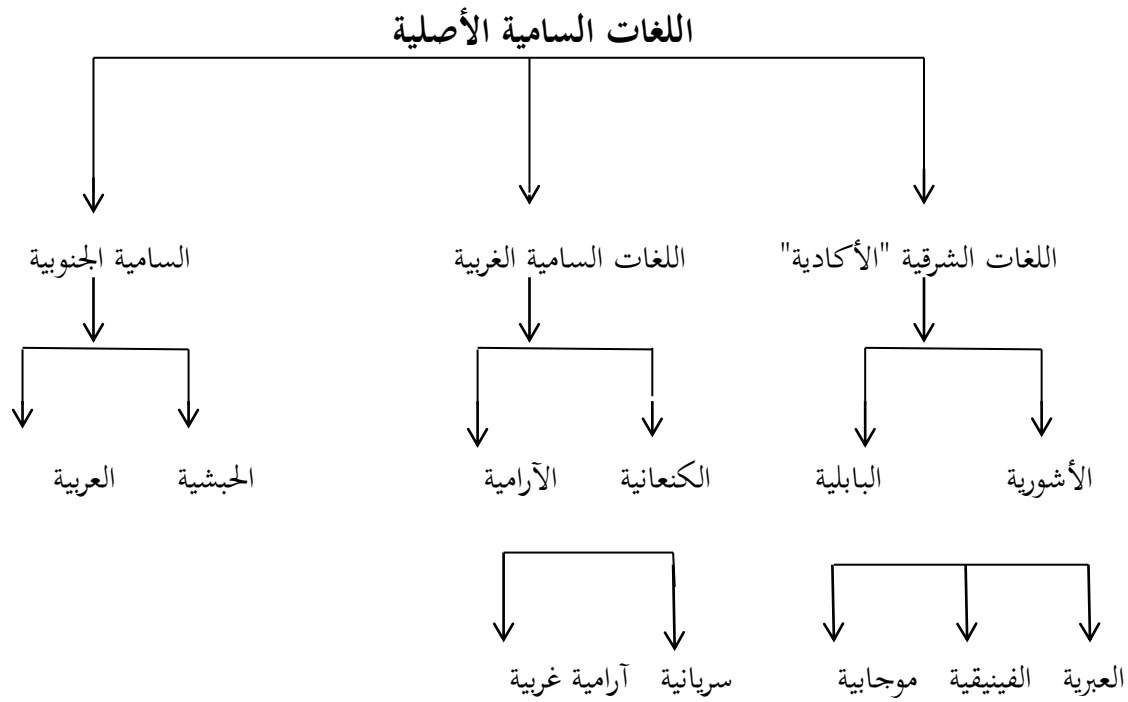 اللغات السامية الأصلية
اللغات الشرقية "الأكادية" اللغات السامية الغربية السامية الجنوبية
الأشورية البابلية الكنعانية الآرامية الحبشية العربية
العبرية الفينيقية موجابية سريانية آرامية غربية